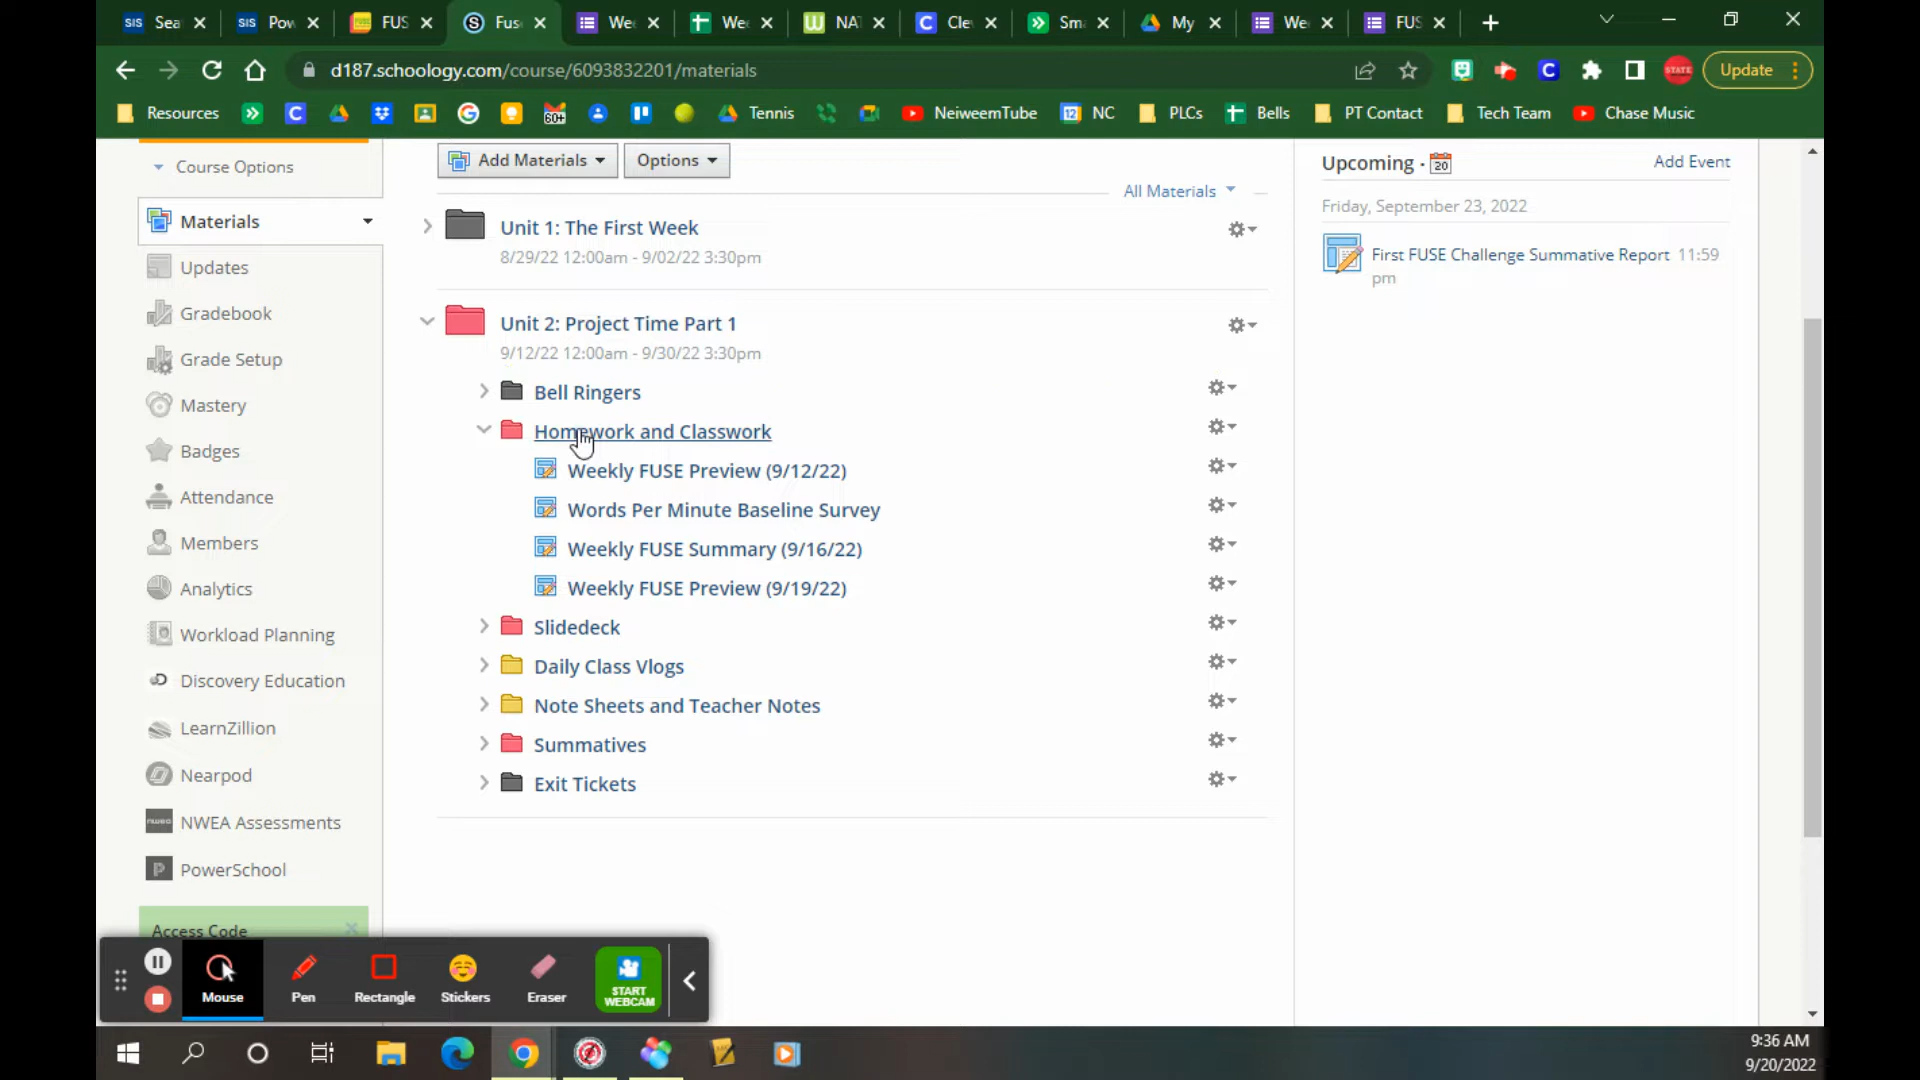 Sea
Pow
FUS
Fus
Wee
Wee
NA
Cle
Sm
My
We
FUS
d187.schoology.com/course/6093832201/materials
Update
Resources
Tennis
NeiweemTube
NC
PLCs
Bells
PT Contact
Tech Team
Chase Music
Course Options
Add Materials
Options
Upcoming · 20
Add Event
All Materials
Materials
Friday, September 23, 2022
Unit 1: The First Week
8/29/22 12:00am - 9/02/22 3:30pm
First FUSE Challenge Summative Report 11:59
pm
Updates
Gradebook
Unit 2: Project Time Part 1
9/12/22 12:00am - 9/30/22 3:30pm
Grade Setup
Bell Ringers
Mastery
Homework and Classwork
Badges
Weekly FUSE Preview (9/12/22)
Attendance
Words Per Minute Baseline Survey
Members
Weekly FUSE Summary (9/16/22)
Analytics
Weekly FUSE Preview (9/19/22)
Workload Planning
Slidedeck
Discovery Education
Daily Class Vlogs
LearnZillion
Note Sheets and Teacher Notes
Summatives
Nearpod
Exit Tickets
NWEA Assessments
PowerSchool
Access Code
Mouse
Pen
Rectangle
Stickers
Eraser
START
WEBCAM
9:36 AM
9/20/2022